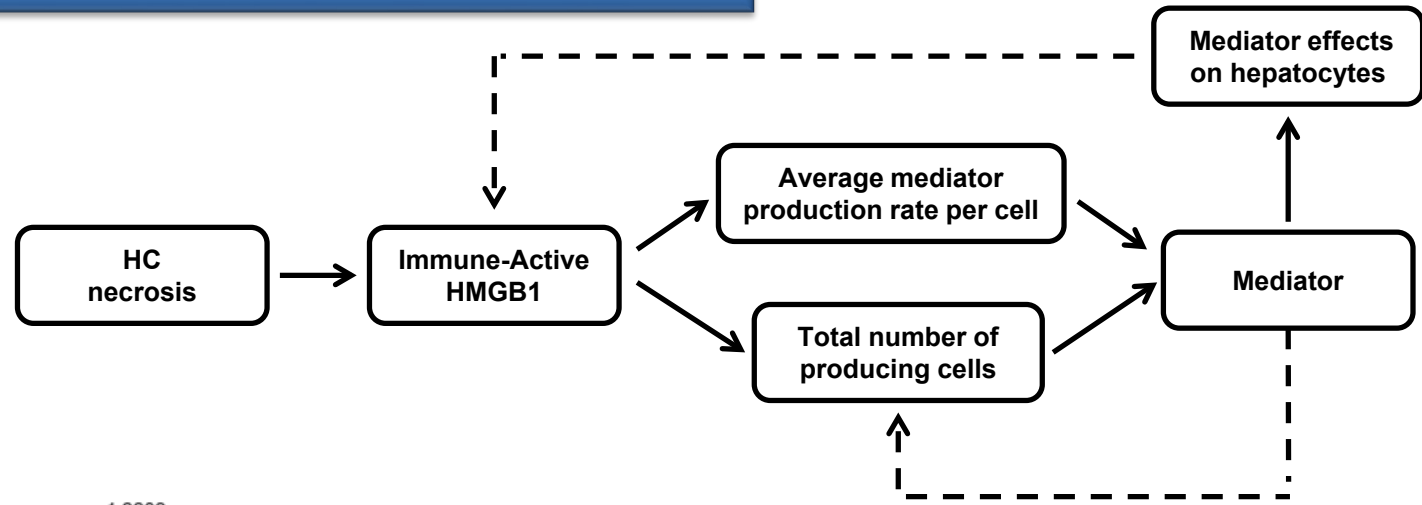 Mediator effects
on hepatocytes
Average mediator
production rate per cell
HC
necrosis
Immune-Active
HMGB1
Mediator
Total number of
producing cells